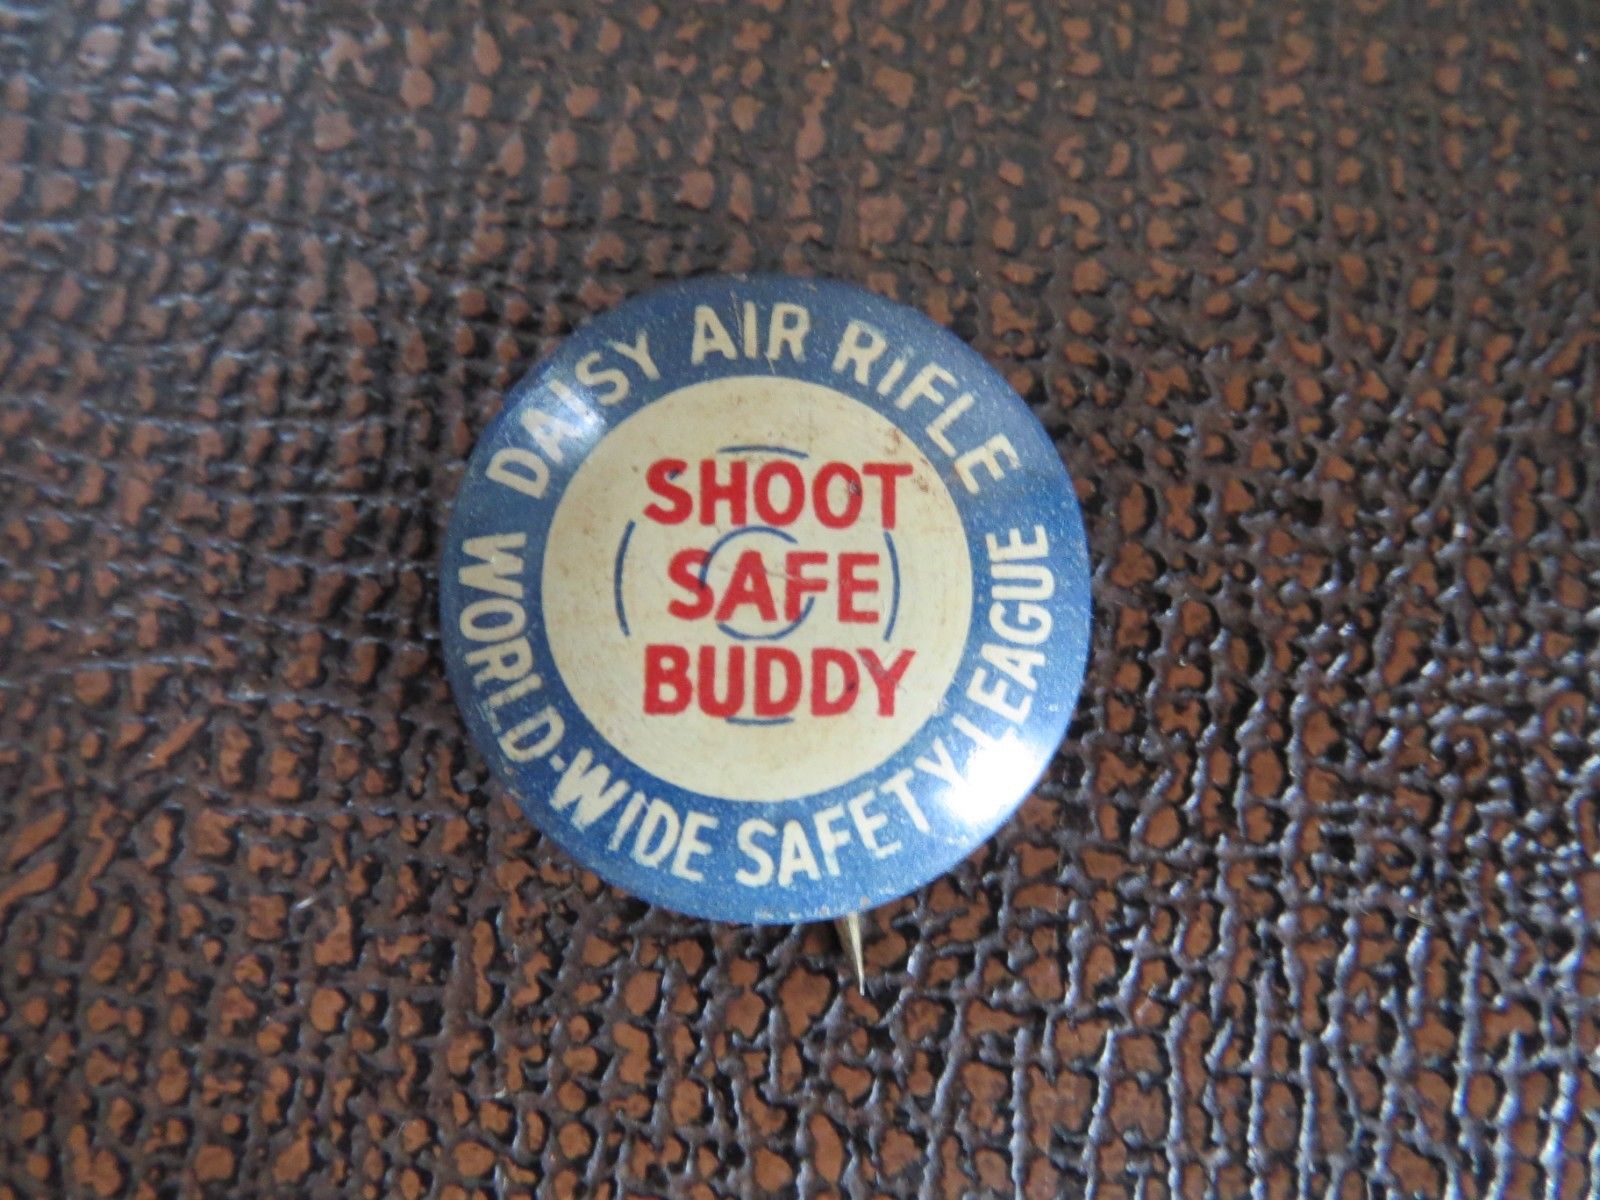 DAISY AIR RIFLE
SHOOT
SAFE
BUDDY
WORLD-WIDE SAFETY LEAGUE